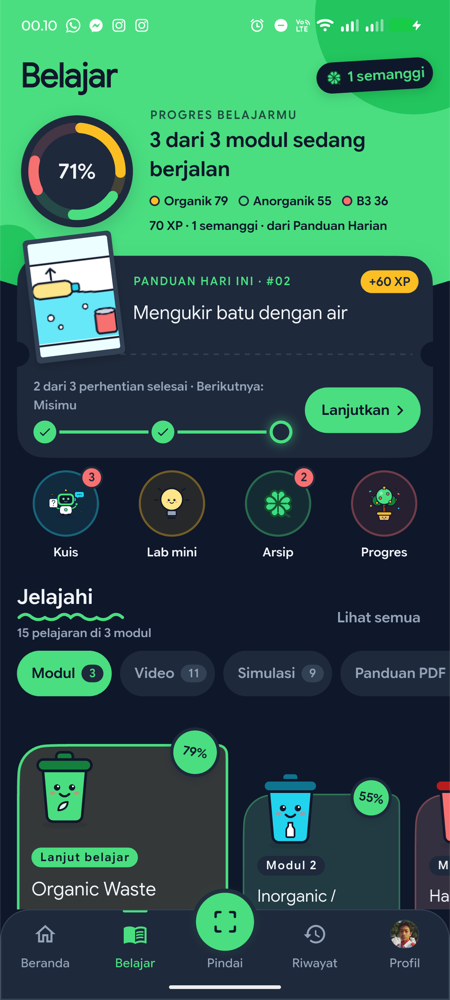 00.10
Vo))
LTE
Belajar
1 semanggi
PROGRES BELAJARMU
3 dari 3 modul sedang
berjalan
71%
Organik 79 Anorganik 55 B3 36
70 XP · 1 semanggi · dari Panduan Harian
PANDUAN HARI INI · #02
+60 XP
Mengukir batu dengan air
2 dari 3 perhentian selesai · Berikutnya:
Misimu
Lanjutkan
3
2
Kuis Lab mini Arsip Progres
Jelajahi
Lihat semua
15 pelajaran di 3 modul
Modul 3 Video 11 Simulasi 9 Panduan PDF
79%
55%
Lanjut belajar
Modul 2
M
Organic Waste
Inorganic /
Ha
Beranda Belajar Pindai Riwayat Profil